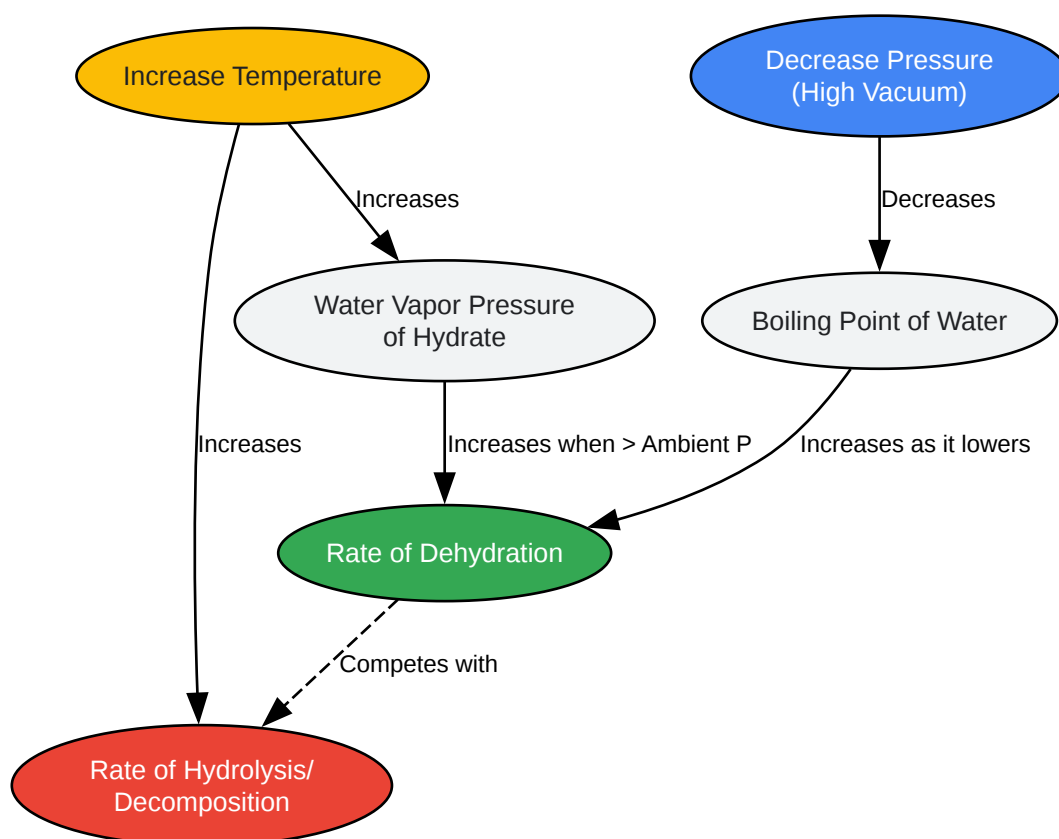 Increase Temperature
Decrease Pressure
(High Vacuum)
Increases
Decreases
Water Vapor Pressure
of Hydrate
Boiling Point of Water
Increases
Increases when > Ambient P
Increases as it lowers
Rate of Dehydration
Competes with
Rate of Hydrolysis/
Decomposition